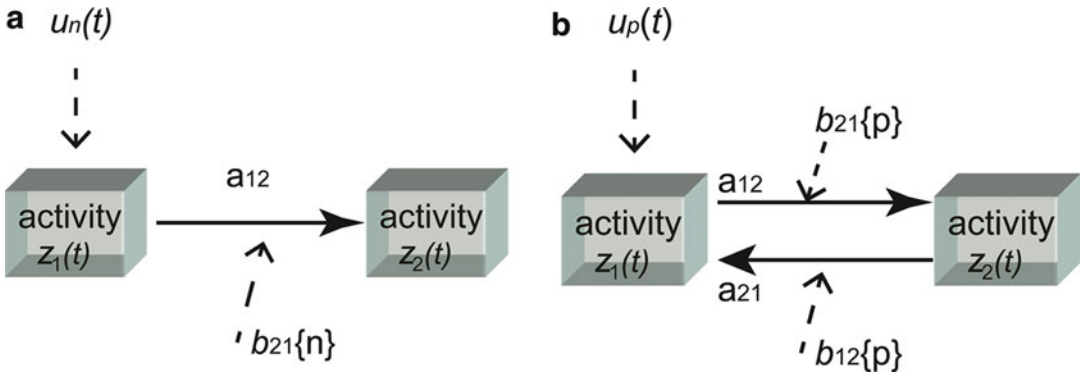 a
uₙ(t)
a₁₂
activity
z₁(t)
activity
z₂(t)
b₂₁{n}
b
uₚ(t)
b₂₁{p}
a₁₂
activity
z₁(t)
activity
z₂(t)
a₂₁
b₁₂{p}